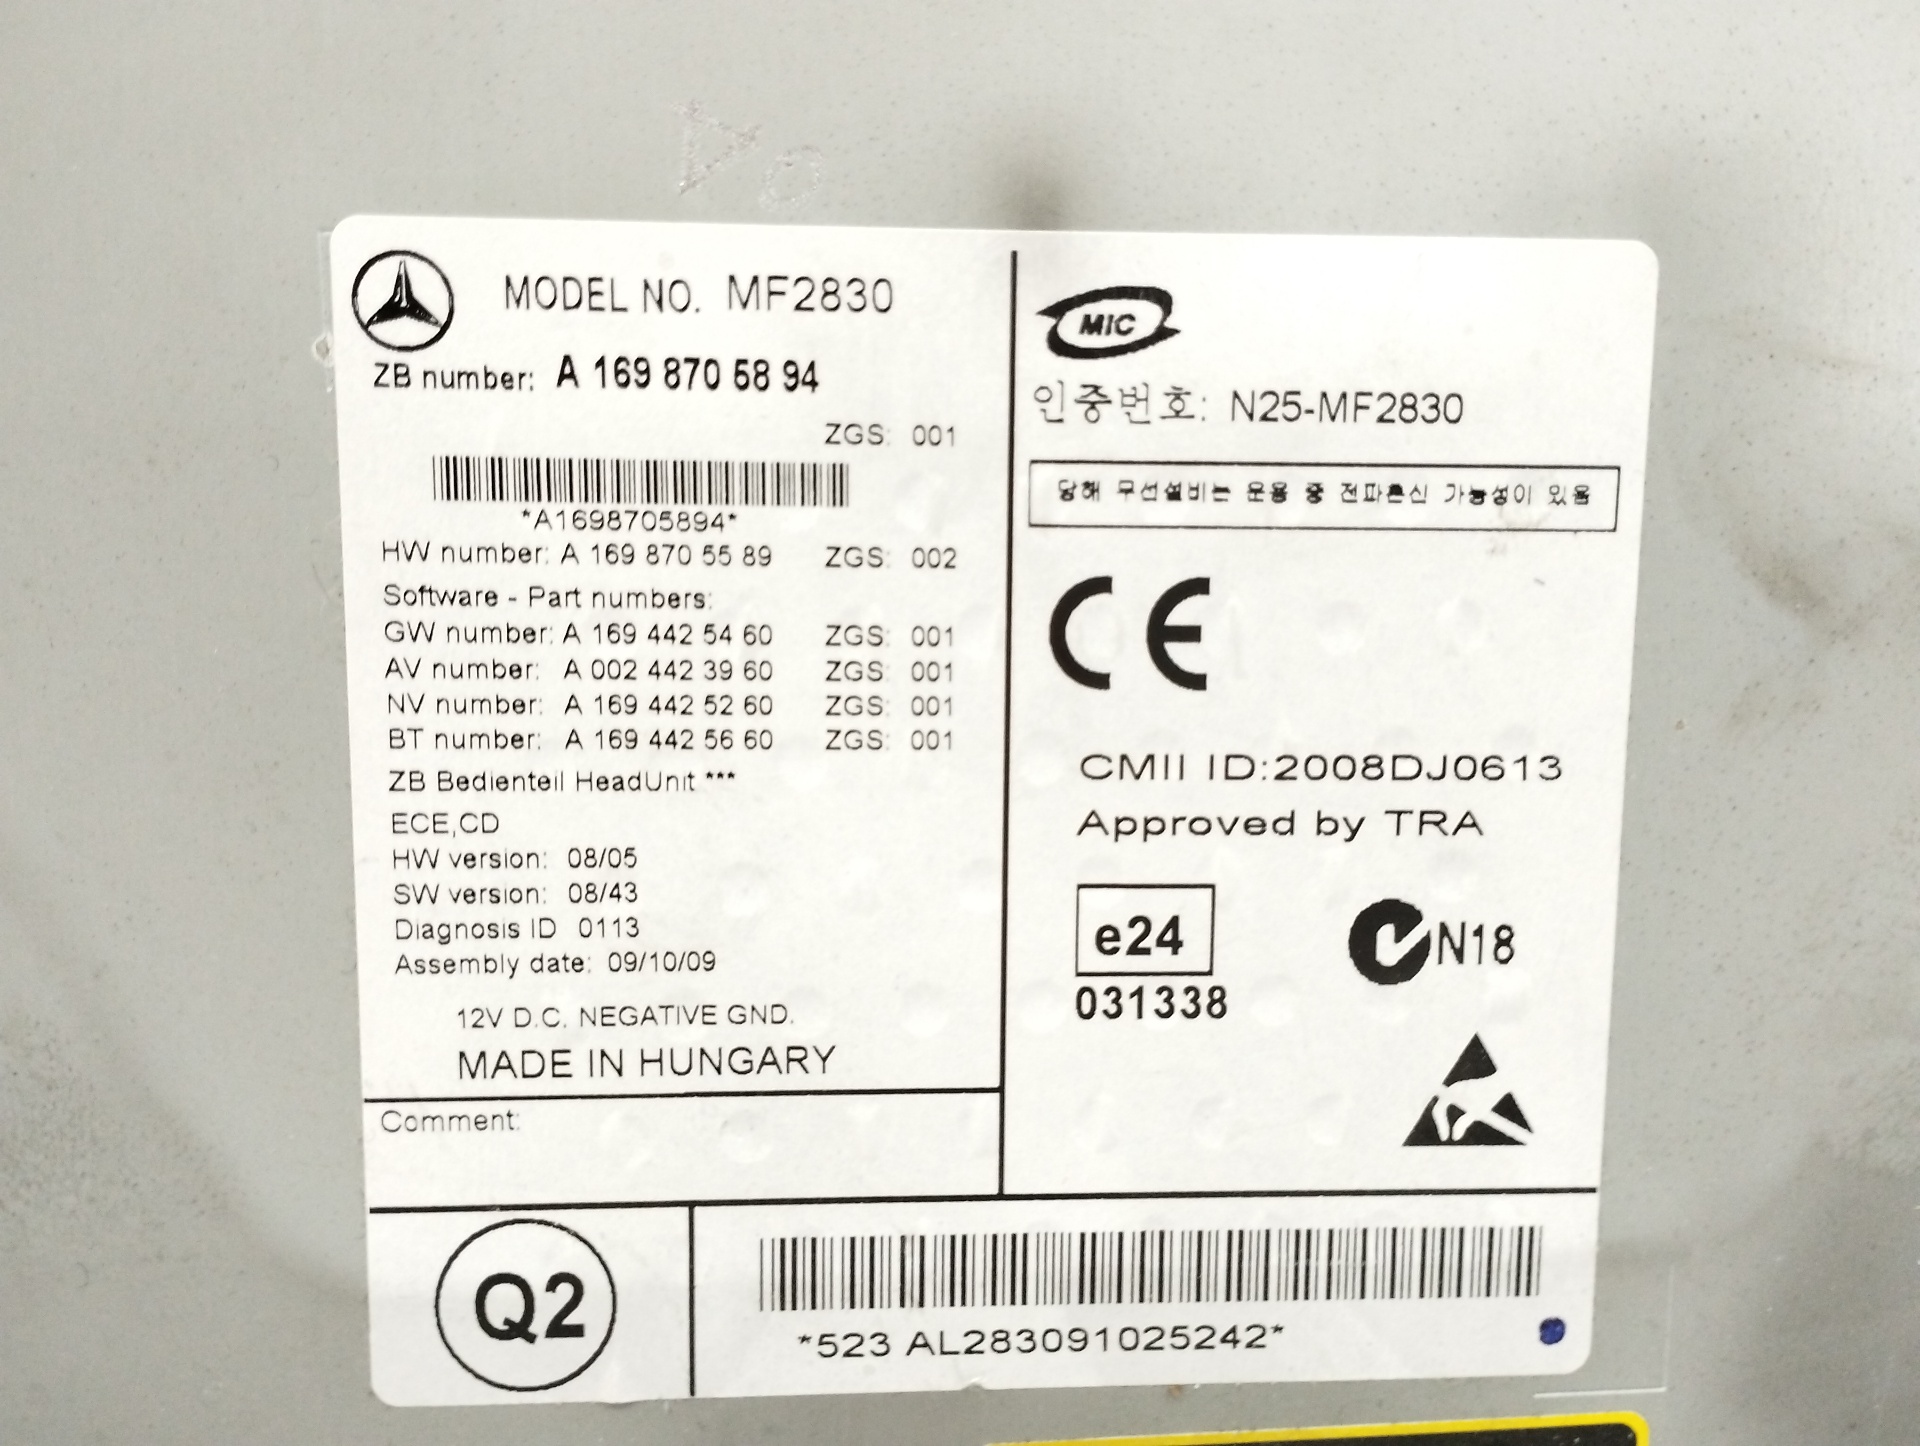 MODEL NO. MF2830
ZB number: A 169 870 58 94
ZGS: 001
*A1698705894*
HW number: A 169 870 55 89 ZGS: 002
Software - Part numbers:
GW number: A 169 442 54 60 ZGS: 001
AV number: A 002 442 39 60 ZGS: 001
NV number: A 169 442 52 60 ZGS: 001
BT number: A 169 442 56 60 ZGS: 001
ZB Bedienteil HeadUnit ***
ECE,CD
HW version: 08/05
SW version: 08/43
Diagnosis ID 0113
Assembly date: 09/10/09
12V D.C. NEGATIVE GND.
MADE IN HUNGARY
Comment:
MIC
인증번호: N25-MF2830
당해 무선설비는 운용 중 전파혼신 가능성이 있음
CE
CMII ID:2008DJ0613
Approved by TRA
e24
031338
N18
Q2
*523 AL283091025242*